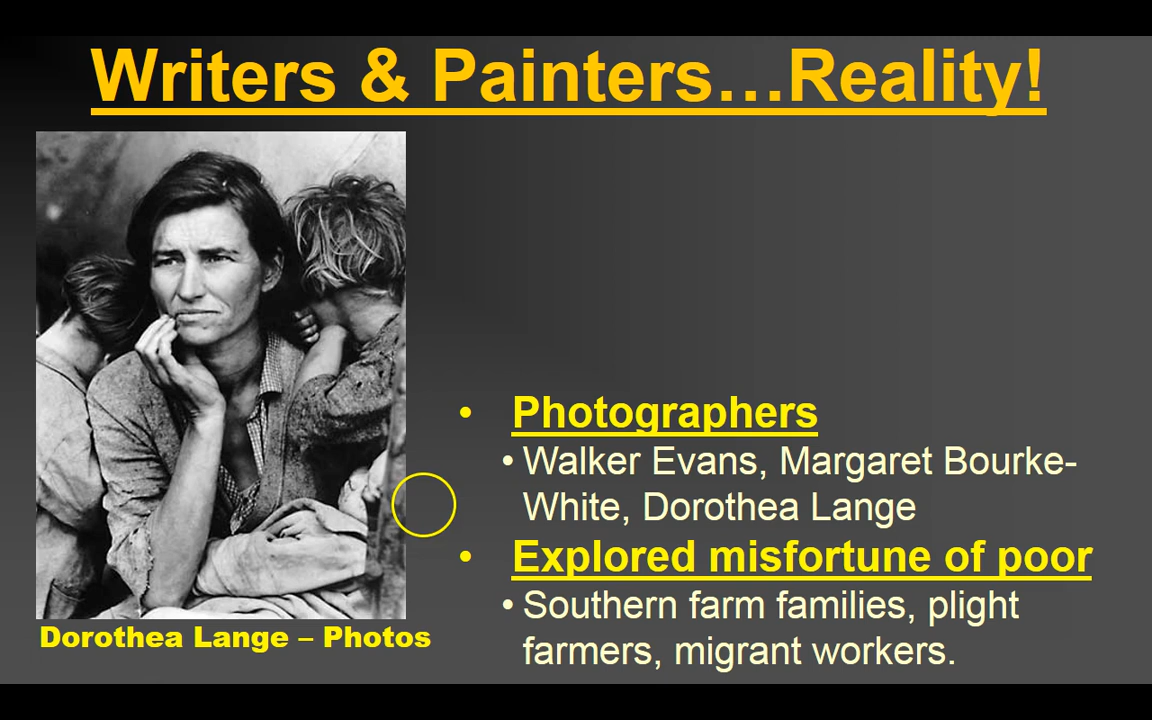 Writers & Painters…Reality!
Dorothea Lange – Photos
• Photographers
• Walker Evans, Margaret Bourke-
White, Dorothea Lange
• Explored misfortune of poor
• Southern farm families, plight
farmers, migrant workers.